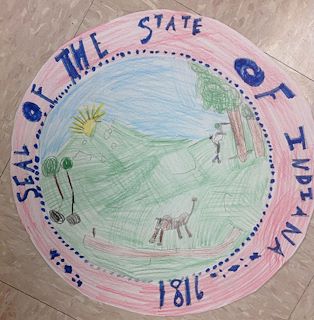 SEAL OF THE STATE OF INDIANA
1816